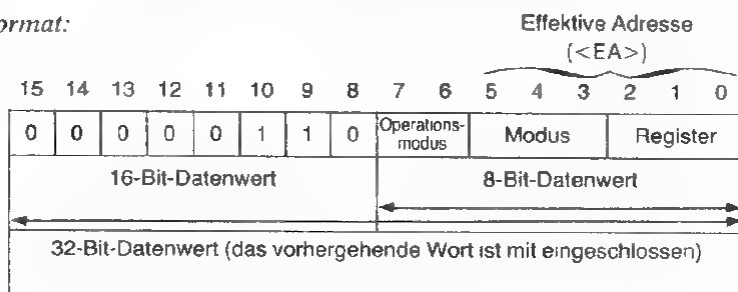 ormat:
Effektive Adresse
(<EA>)
15 14 13 12 11 10 9 8 7 6 5 4 3 2 1 0
0 0 0 0 0 1 1 0 Operations-modus Modus Register
16-Bit-Datenwert 8-Bit-Datenwert
32-Bit-Datenwert (das vorhergehende Wort ist mit eingeschlossen)